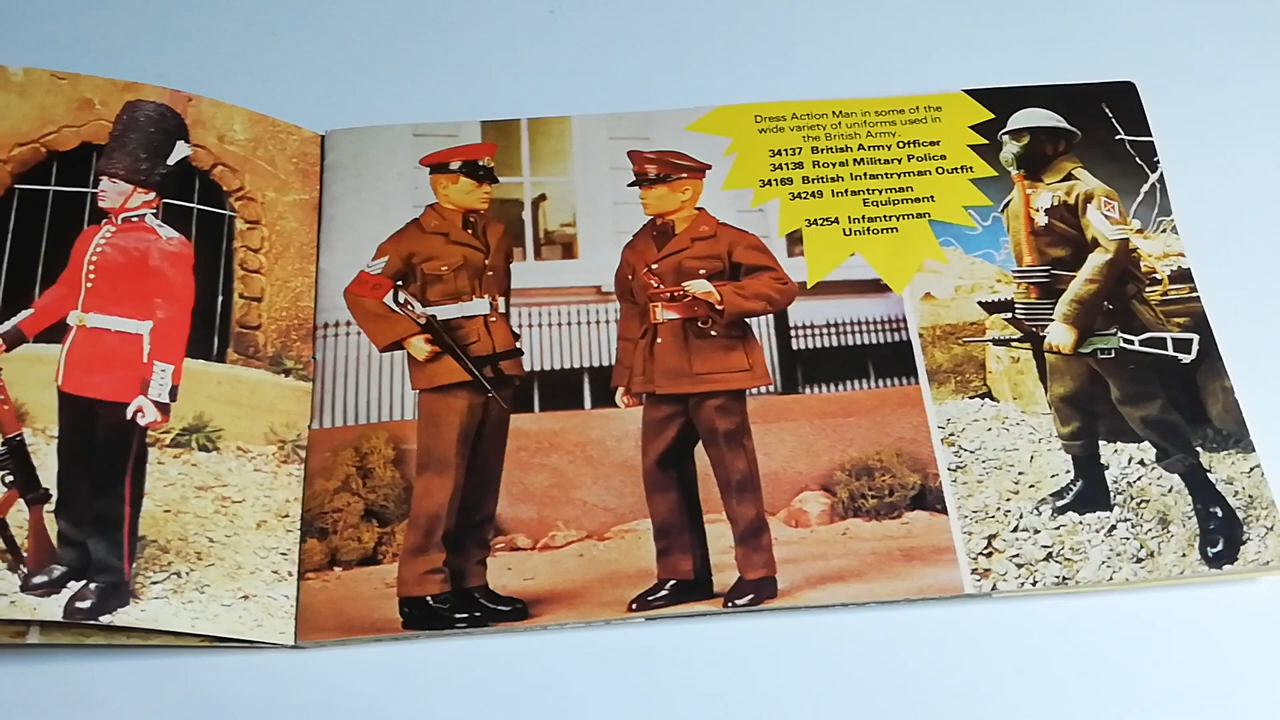 Dress Action Man in some of the
wide variety of uniforms used in
the British Army.
34137 British Army Officer
34138 Royal Military Police
34169 British Infantryman Outfit
34249 Infantryman
Equipment
34254 Infantryman
Uniform